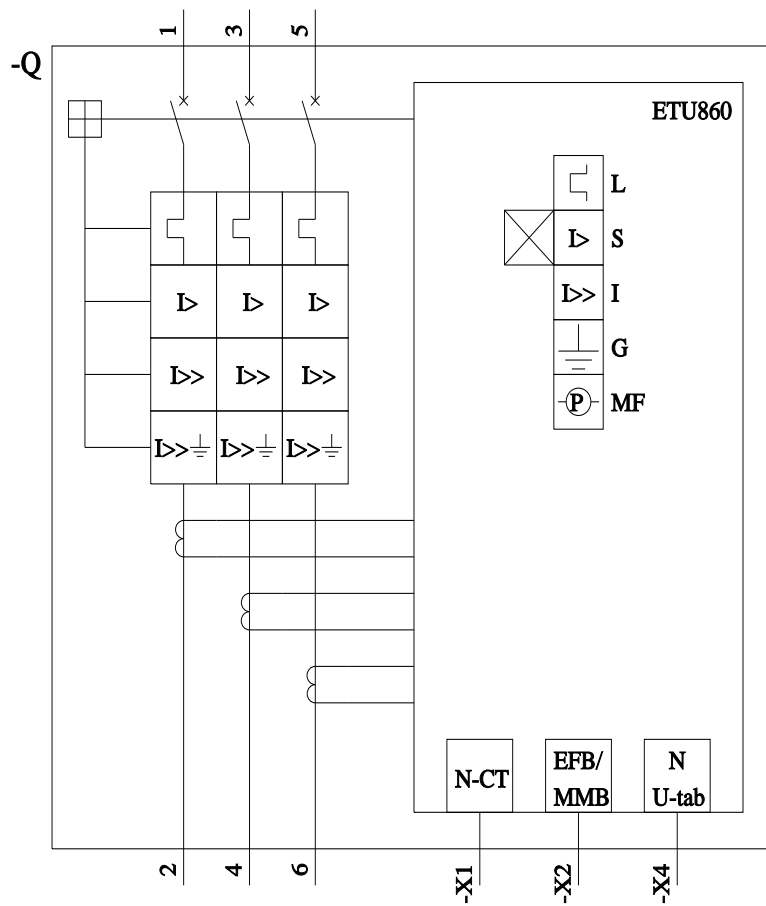 1
3
5
-Q
ETU860
L
I> S
I>> I
G
P MF
I> I> I>
I>> I>> I>>
I>> I>> I>>
N-CT
EFB/
MMB
N
U-tab
2
4
6
-X1
-X2
-X4